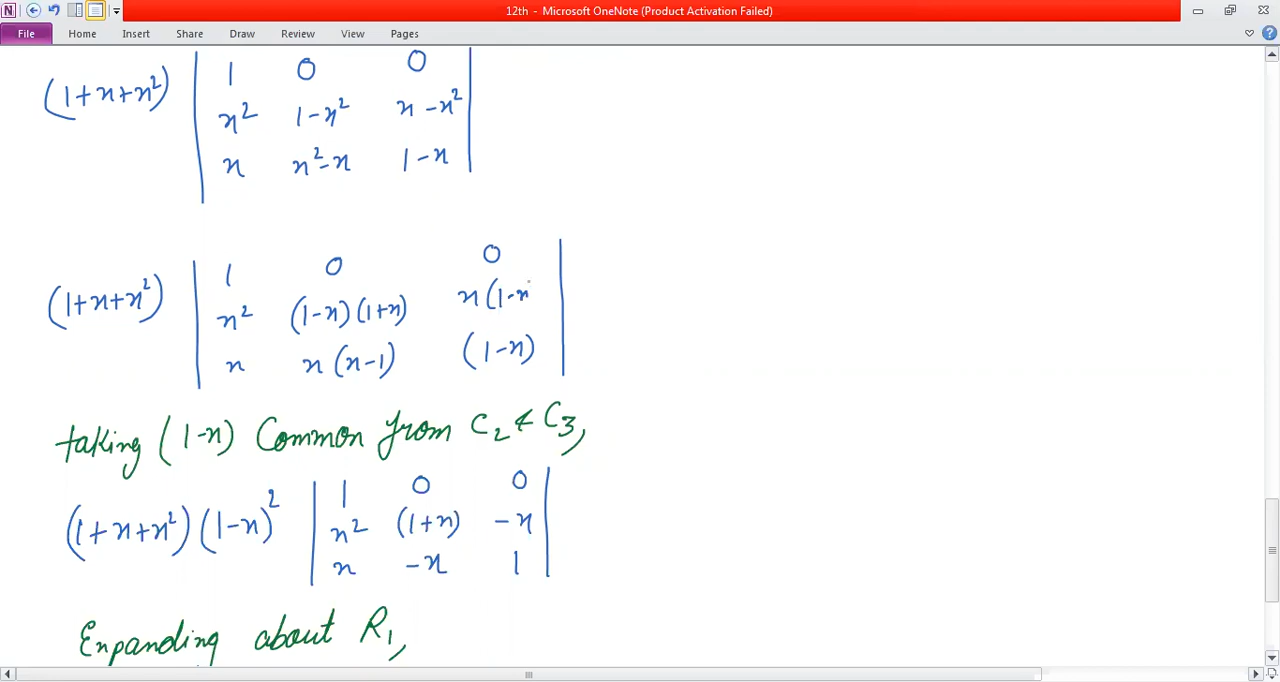 12th - Microsoft OneNote (Product Activation Failed)
File Home Insert Share Draw Review View Pages
(1+x+x²) | 1 0 0 |
| x² 1-x² x-x² |
| x x²-x 1-x |
(1+x+x²) | 1 0 0 |
| x² (1-x)(1+x) x(1-x |
| x x(x-1) (1-x) |
taking (1-x) Common from C₂ & C₃,
(1+x+x²)(1-x)² | 1 0 0 |
| x² (1+x) -x |
| x -x 1 |
Expanding about R₁,